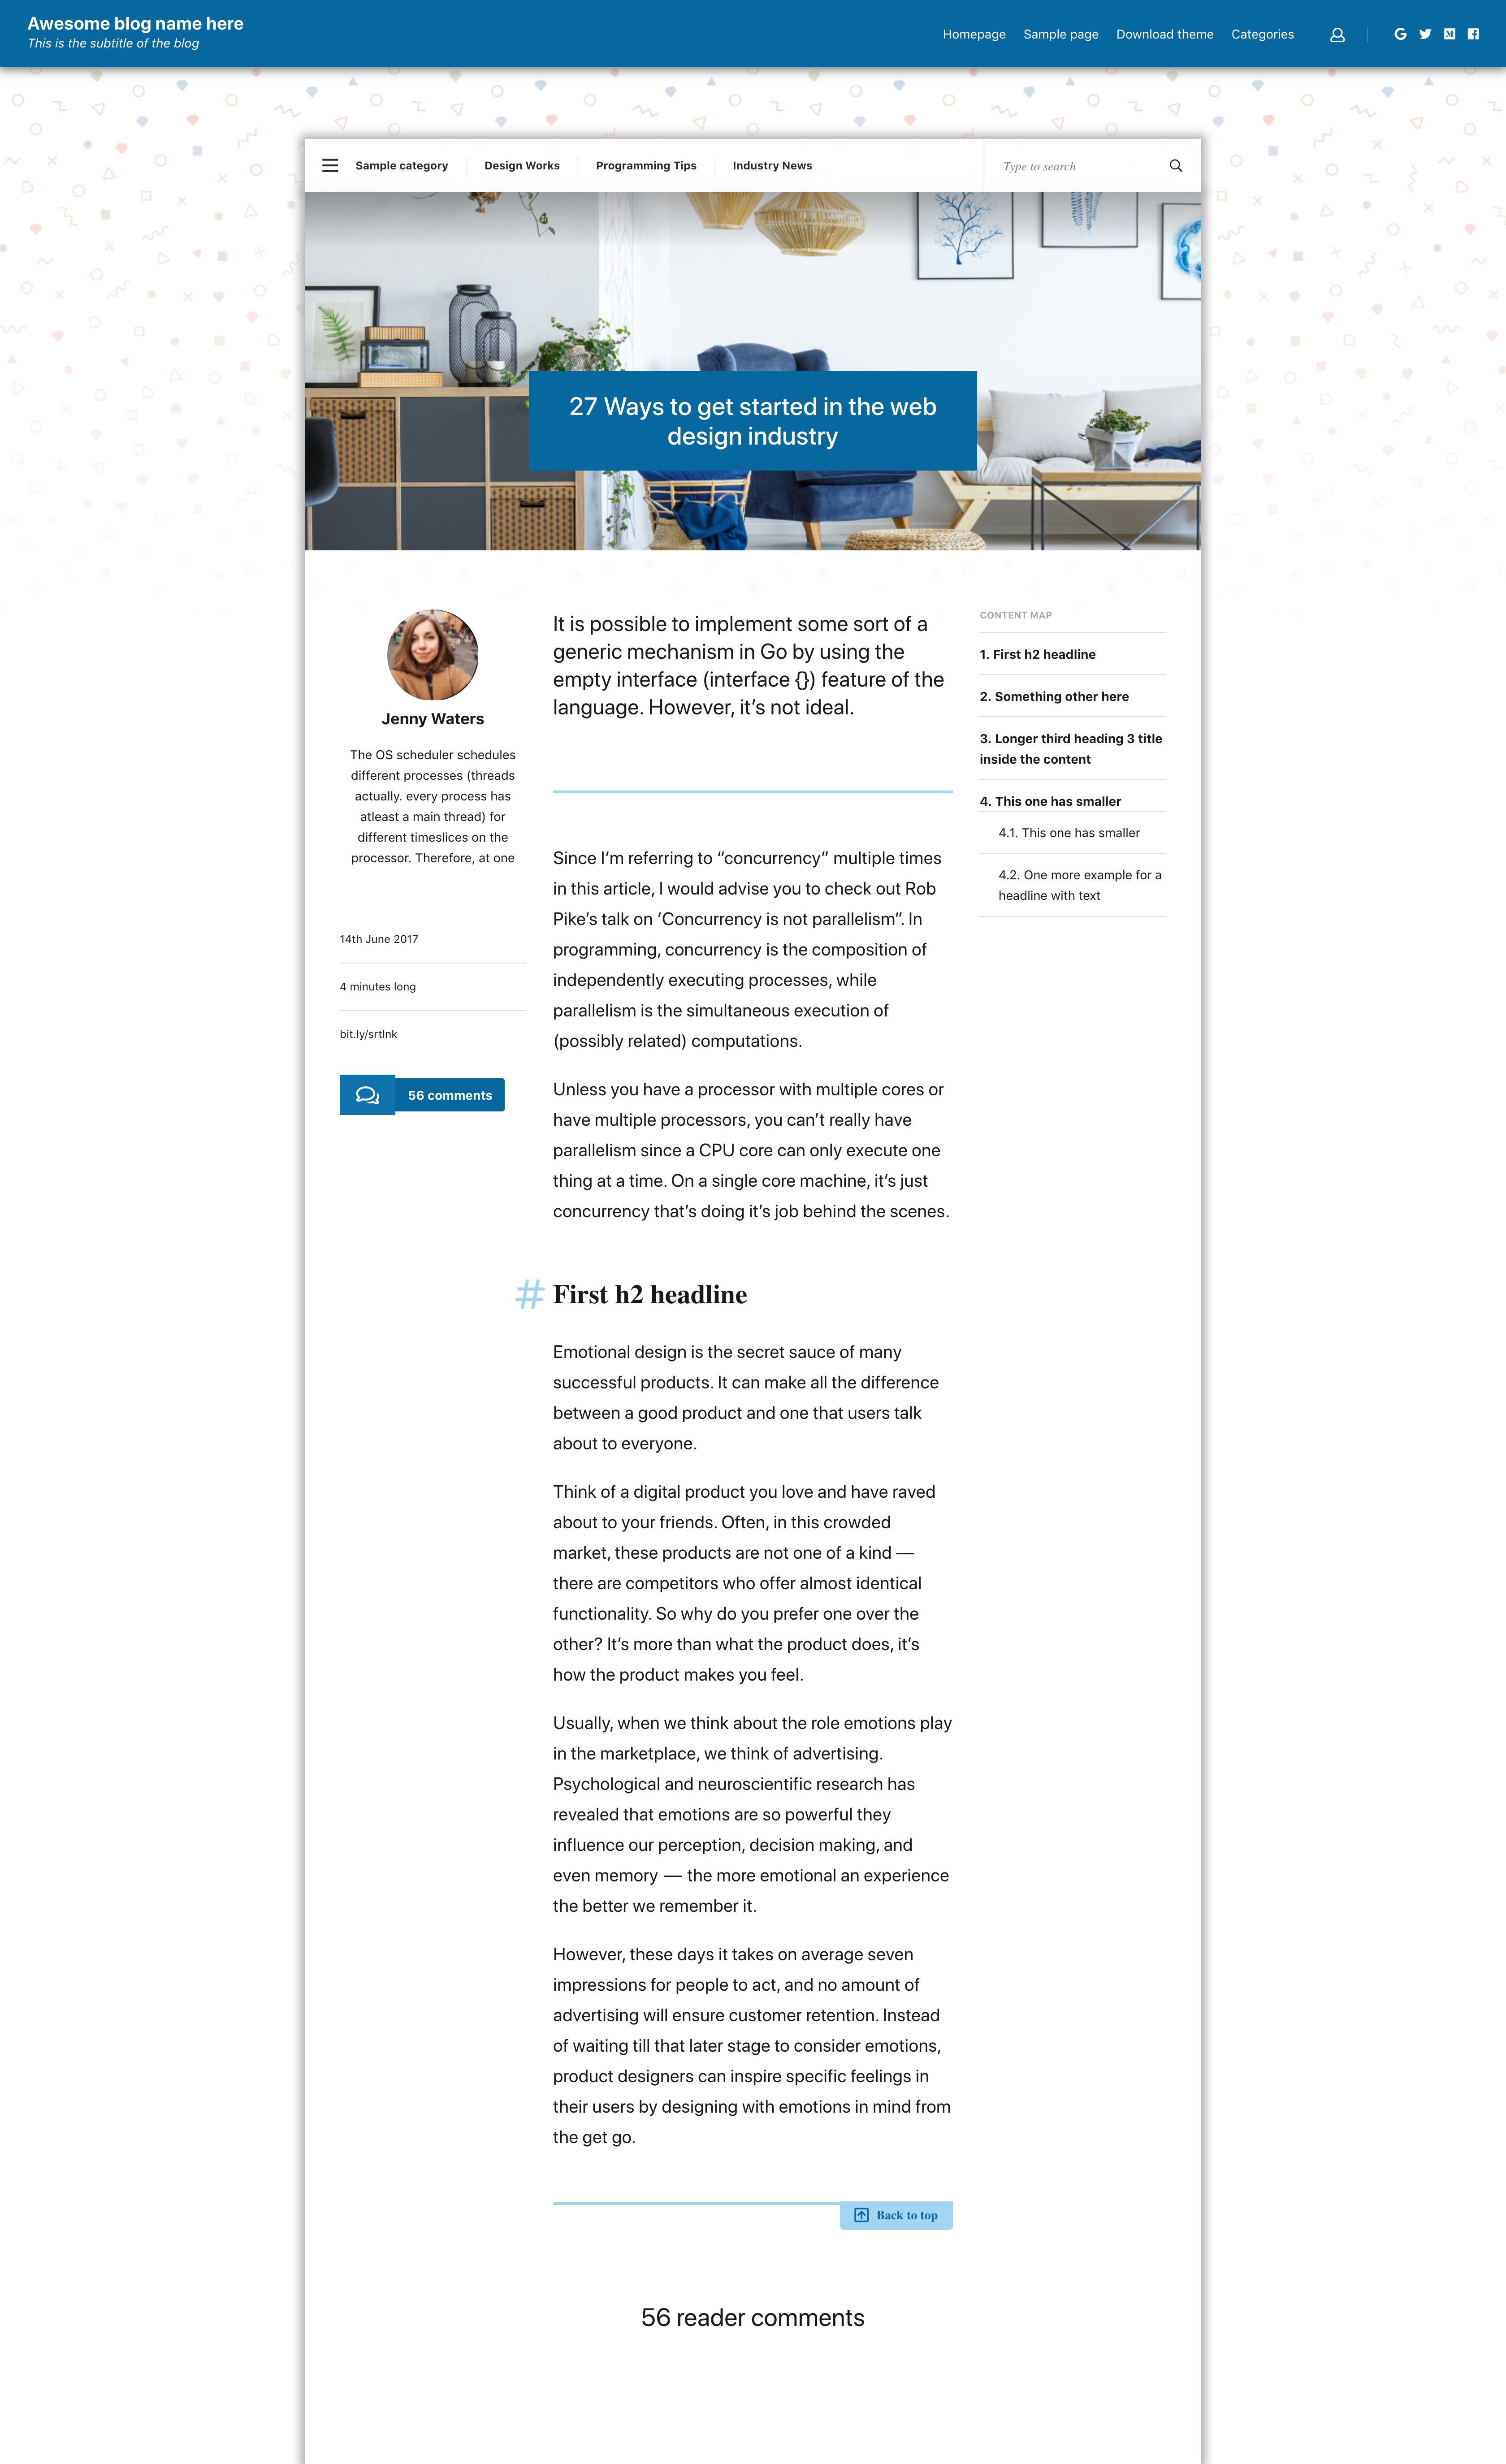 Awesome blog name here
This is the subtitle of the blog
Homepage Sample page Download theme Categories
Sample category Design Works Programming Tips Industry News Type to search
27 Ways to get started in the web
design industry
Jenny Waters
The OS scheduler schedules
different processes (threads
actually. every process has
atleast a main thread) for
different timeslices on the
processor. Therefore, at one
14th June 2017
4 minutes long
bit.ly/srtlnk
56 comments
It is possible to implement some sort of a
generic mechanism in Go by using the
empty interface (interface {}) feature of the
language. However, it’s not ideal.
Since I’m referring to “concurrency” multiple times
in this article, I would advise you to check out Rob
Pike’s talk on ‘Concurrency is not parallelism”. In
programming, concurrency is the composition of
independently executing processes, while
parallelism is the simultaneous execution of
(possibly related) computations.
Unless you have a processor with multiple cores or
have multiple processors, you can’t really have
parallelism since a CPU core can only execute one
thing at a time. On a single core machine, it’s just
concurrency that’s doing it’s job behind the scenes.
# First h2 headline
Emotional design is the secret sauce of many
successful products. It can make all the difference
between a good product and one that users talk
about to everyone.
Think of a digital product you love and have raved
about to your friends. Often, in this crowded
market, these products are not one of a kind —
there are competitors who offer almost identical
functionality. So why do you prefer one over the
other? It’s more than what the product does, it’s
how the product makes you feel.
Usually, when we think about the role emotions play
in the marketplace, we think of advertising.
Psychological and neuroscientific research has
revealed that emotions are so powerful they
influence our perception, decision making, and
even memory — the more emotional an experience
the better we remember it.
However, these days it takes on average seven
impressions for people to act, and no amount of
advertising will ensure customer retention. Instead
of waiting till that later stage to consider emotions,
product designers can inspire specific feelings in
their users by designing with emotions in mind from
the get go.
Back to top
56 reader comments
CONTENT MAP
1. First h2 headline
2. Something other here
3. Longer third heading 3 title
inside the content
4. This one has smaller
4.1. This one has smaller
4.2. One more example for a
headline with text